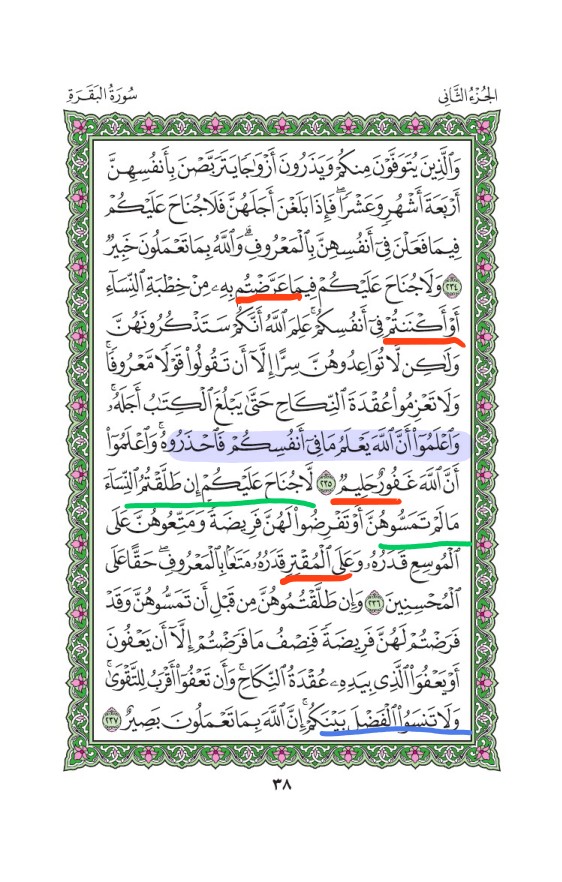 الجُزْءُ الثَّانِي
سُورَةُ البَقَرَةِ
وَٱلَّذِينَ يُتَوَفَّوْنَ مِنكُمْ وَيَذَرُونَ أَزْوَٰجًا يَتَرَبَّصْنَ بِأَنفُسِهِنَّ
أَرْبَعَةَ أَشْهُرٍ وَعَشْرًا ۖ فَإِذَا بَلَغْنَ أَجَلَهُنَّ فَلَا جُنَاحَ عَلَيْكُمْ
فِيمَا فَعَلْنَ فِىٓ أَنفُسِهِنَّ بِٱلْمَعْرُوفِ ۗ وَٱللَّهُ بِمَا تَعْمَلُونَ خَبِيرٌ
٢٣٤ وَلَا جُنَاحَ عَلَيْكُمْ فِيمَا عَرَّضْتُم بِهِۦ مِنْ خِطْبَةِ ٱلنِّسَآءِ
أَوْ أَكْنَنتُمْ فِىٓ أَنفُسِكُمْ ۚ عَلِمَ ٱللَّهُ أَنَّكُمْ سَتَذْكُرُونَهُنَّ
وَلَٰكِن لَّا تُوَاعِدُوهُنَّ سِرًّا إِلَّآ أَن تَقُولُوا۟ قَوْلًا مَّعْرُوفًا ۚ
وَلَا تَعْزِمُوا۟ عُقْدَةَ ٱلنِّكَاحِ حَتَّىٰ يَبْلُغَ ٱلْكِتَٰبُ أَجَلَهُۥ ۚ
وَٱعْلَمُوٓا۟ أَنَّ ٱللَّهَ يَعْلَمُ مَا فِىٓ أَنفُسِكُمْ فَٱحْذَرُوهُ ۚ وَٱعْلَمُوٓا۟
أَنَّ ٱللَّهَ غَفُورٌ حَلِيمٌ ٢٣٥ لَّا جُنَاحَ عَلَيْكُمْ إِن طَلَّقْتُمُ ٱلنِّسَآءَ
مَا لَمْ تَمَسُّوهُنَّ أَوْ تَفْرِضُوا۟ لَهُنَّ فَرِيضَةً ۚ وَمَتِّعُوهُنَّ عَلَى
ٱلْمُوسِعِ قَدَرُهُۥ وَعَلَى ٱلْمُقْتِرِ قَدَرُهُۥ مَتَٰعًۢا بِٱلْمَعْرُوفِ ۖ حَقًّا عَلَى
ٱلْمُحْسِنِينَ ٢٣٦ وَإِن طَلَّقْتُمُوهُنَّ مِن قَبْلِ أَن تَمَسُّوهُنَّ وَقَدْ
فَرَضْتُمْ لَهُنَّ فَرِيضَةً فَنِصْفُ مَا فَرَضْتُمْ إِلَّآ أَن يَعْفُونَ
أَوْ يَعْفُوَا۟ ٱلَّذِى بِيَدِهِۦ عُقْدَةُ ٱلنِّكَاحِ ۚ وَأَن تَعْفُوٓا۟ أَقْرَبُ لِلتَّقْوَىٰ ۚ
وَلَا تَنسَوُا۟ ٱلْفَضْلَ بَيْنَكُمْ ۚ إِنَّ ٱللَّهَ بِمَا تَعْمَلُونَ بَصِيرٌ ٢٣٧
٣٨